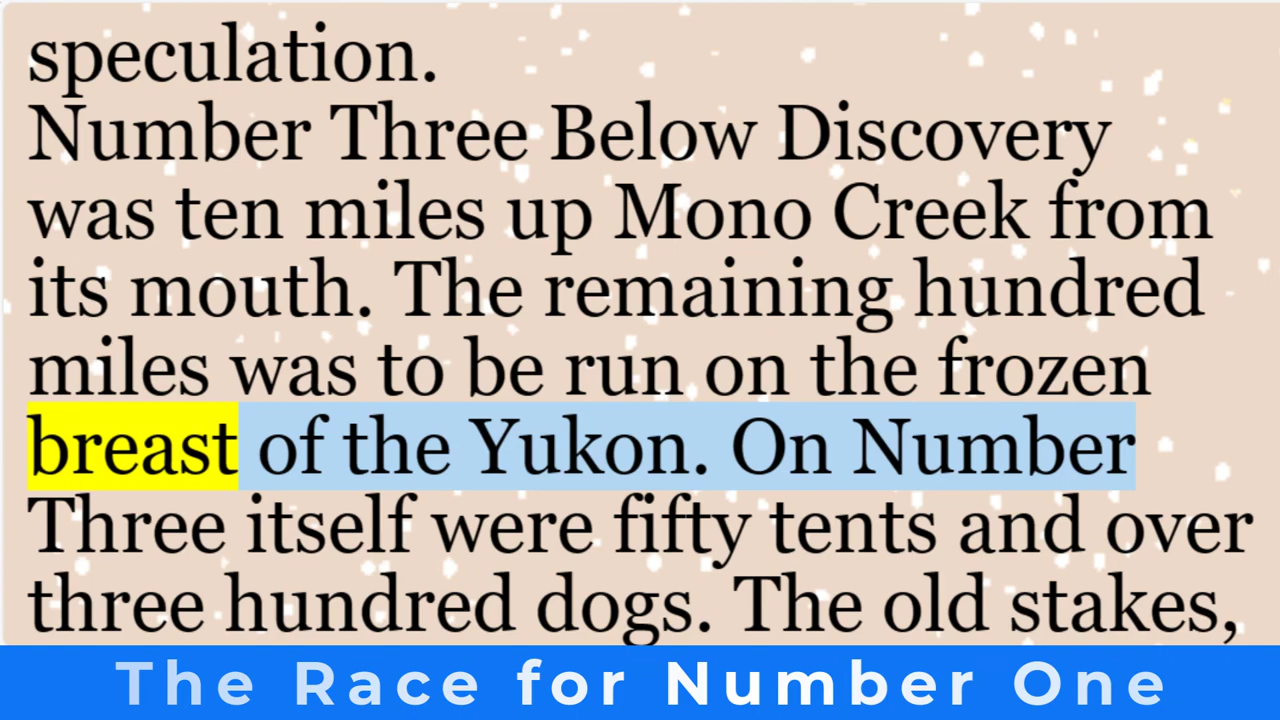 speculation.
Number Three Below Discovery
was ten miles up Mono Creek from
its mouth. The remaining hundred
miles was to be run on the frozen
breast of the Yukon. On Number
Three itself were fifty tents and over
three hundred dogs. The old stakes,
The Race for Number One